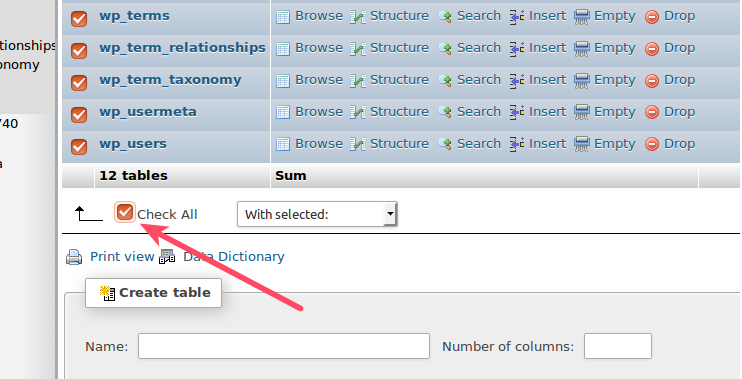 wp_terms Browse Structure Search Insert Empty Drop
tionships wp_term_relationships Browse Structure Search Insert Empty Drop
onomy wp_term_taxonomy Browse Structure Search Insert Empty Drop
wp_usermeta Browse Structure Search Insert Empty Drop
740
wp_users Browse Structure Search Insert Empty Drop
a
12 tables Sum
Check All With selected:
Print view Data Dictionary
Create table
Name: Number of columns: